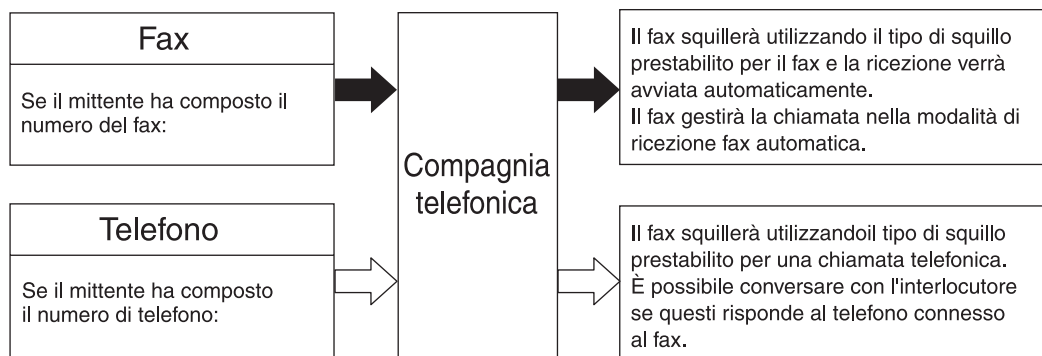 Fax
Se il mittente ha composto il
numero del fax:
Telefono
Se il mittente ha composto
il numero di telefono:
Compagnia
telefonica
Il fax squillerà utilizzando il tipo di squillo
prestabilito per il fax e la ricezione verrà
avviata automaticamente.
Il fax gestirà la chiamata nella modalità di
ricezione fax automatica.
Il fax squillerà utilizzandoil tipo di squillo
prestabilito per una chiamata telefonica.
È possibile conversare con l'interlocutore
se questi risponde al telefono connesso
al fax.